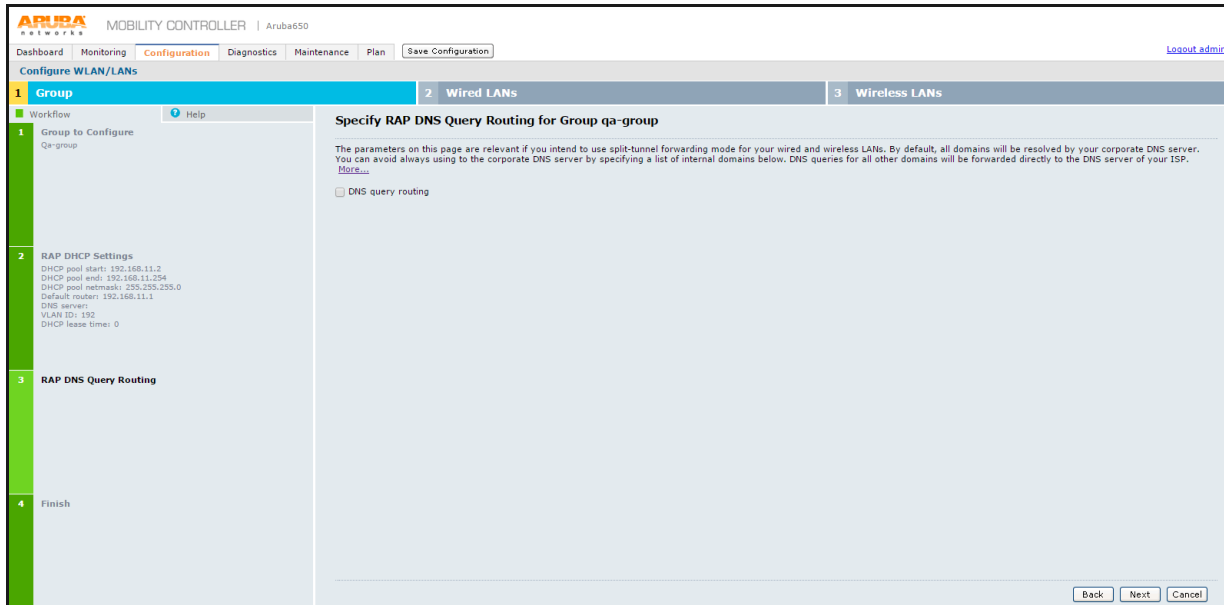 ARUBA networks MOBILITY CONTROLLER | Aruba650
Dashboard Monitoring Configuration Diagnostics Maintenance Plan Save Configuration Logout admin
Configure WLAN/LANs
1 Group 2 Wired LANs 3 Wireless LANs
Workflow ? Help
1 Group to Configure
Qa-group
2 RAP DHCP Settings
DHCP pool start: 192.168.11.2
DHCP pool end: 192.168.11.254
DHCP pool netmask: 255.255.255.0
Default router: 192.168.11.1
DNS server:
VLAN ID: 192
DHCP lease time: 0
3 RAP DNS Query Routing
4 Finish
Specify RAP DNS Query Routing for Group qa-group
The parameters on this page are relevant if you intend to use split-tunnel forwarding mode for your wired and wireless LANs. By default, all domains will be resolved by your corporate DNS server.
You can avoid always using to the corporate DNS server by specifying a list of internal domains below. DNS queries for all other domains will be forwarded directly to the DNS server of your ISP.
More...
DNS query routing
Back Next Cancel